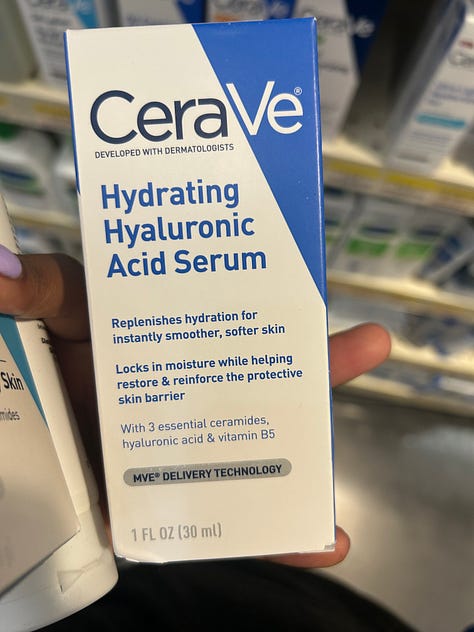 CeraVe®
DEVELOPED WITH DERMATOLOGISTS
Hydrating
Hyaluronic
Acid Serum
Replenishes hydration for
instantly smoother, softer skin
Locks in moisture while helping
restore & reinforce the protective
skin barrier
With 3 essential ceramides,
hyaluronic acid & vitamin B5
MVE® DELIVERY TECHNOLOGY
1 FL OZ (30 ml)
Skin